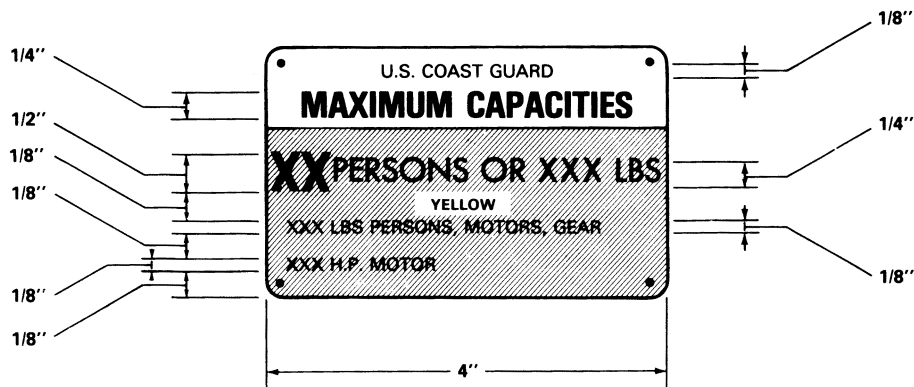 1/8''
1/4''
U.S. COAST GUARD
MAXIMUM CAPACITIES
1/2''
1/4''
1/8''
XX PERSONS OR XXX LBS
1/8''
YELLOW
XXX LBS PERSONS, MOTORS, GEAR
XXX H.P. MOTOR
1/8''
1/8''
1/8''
4''